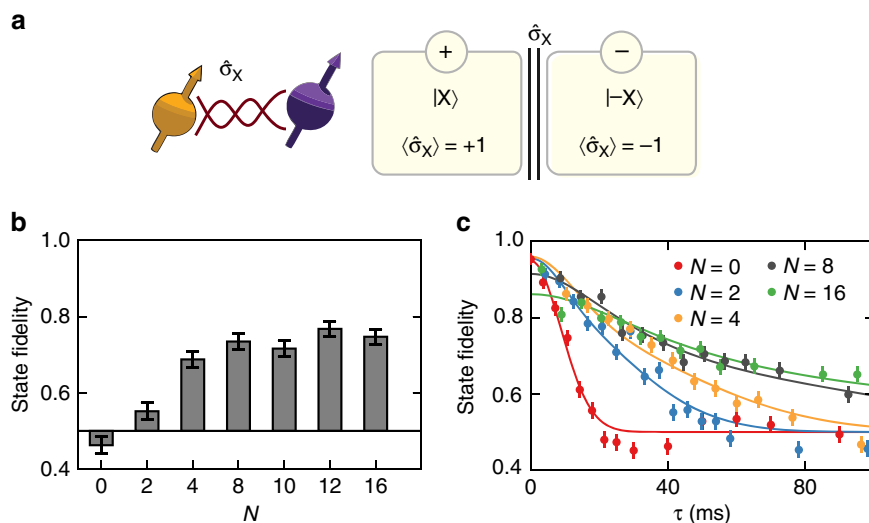 a
σ̂X
σ̂X
+
−
|X⟩
|−X⟩
⟨σ̂X⟩ = +1
⟨σ̂X⟩ = −1
b
1.0
0.8
0.6
0.4
State fidelity
0 2 4 8 10 12 16
N
c
1.0
0.8
0.6
0.4
State fidelity
N = 0
N = 8
N = 2
N = 16
N = 4
0 40 80
τ (ms)